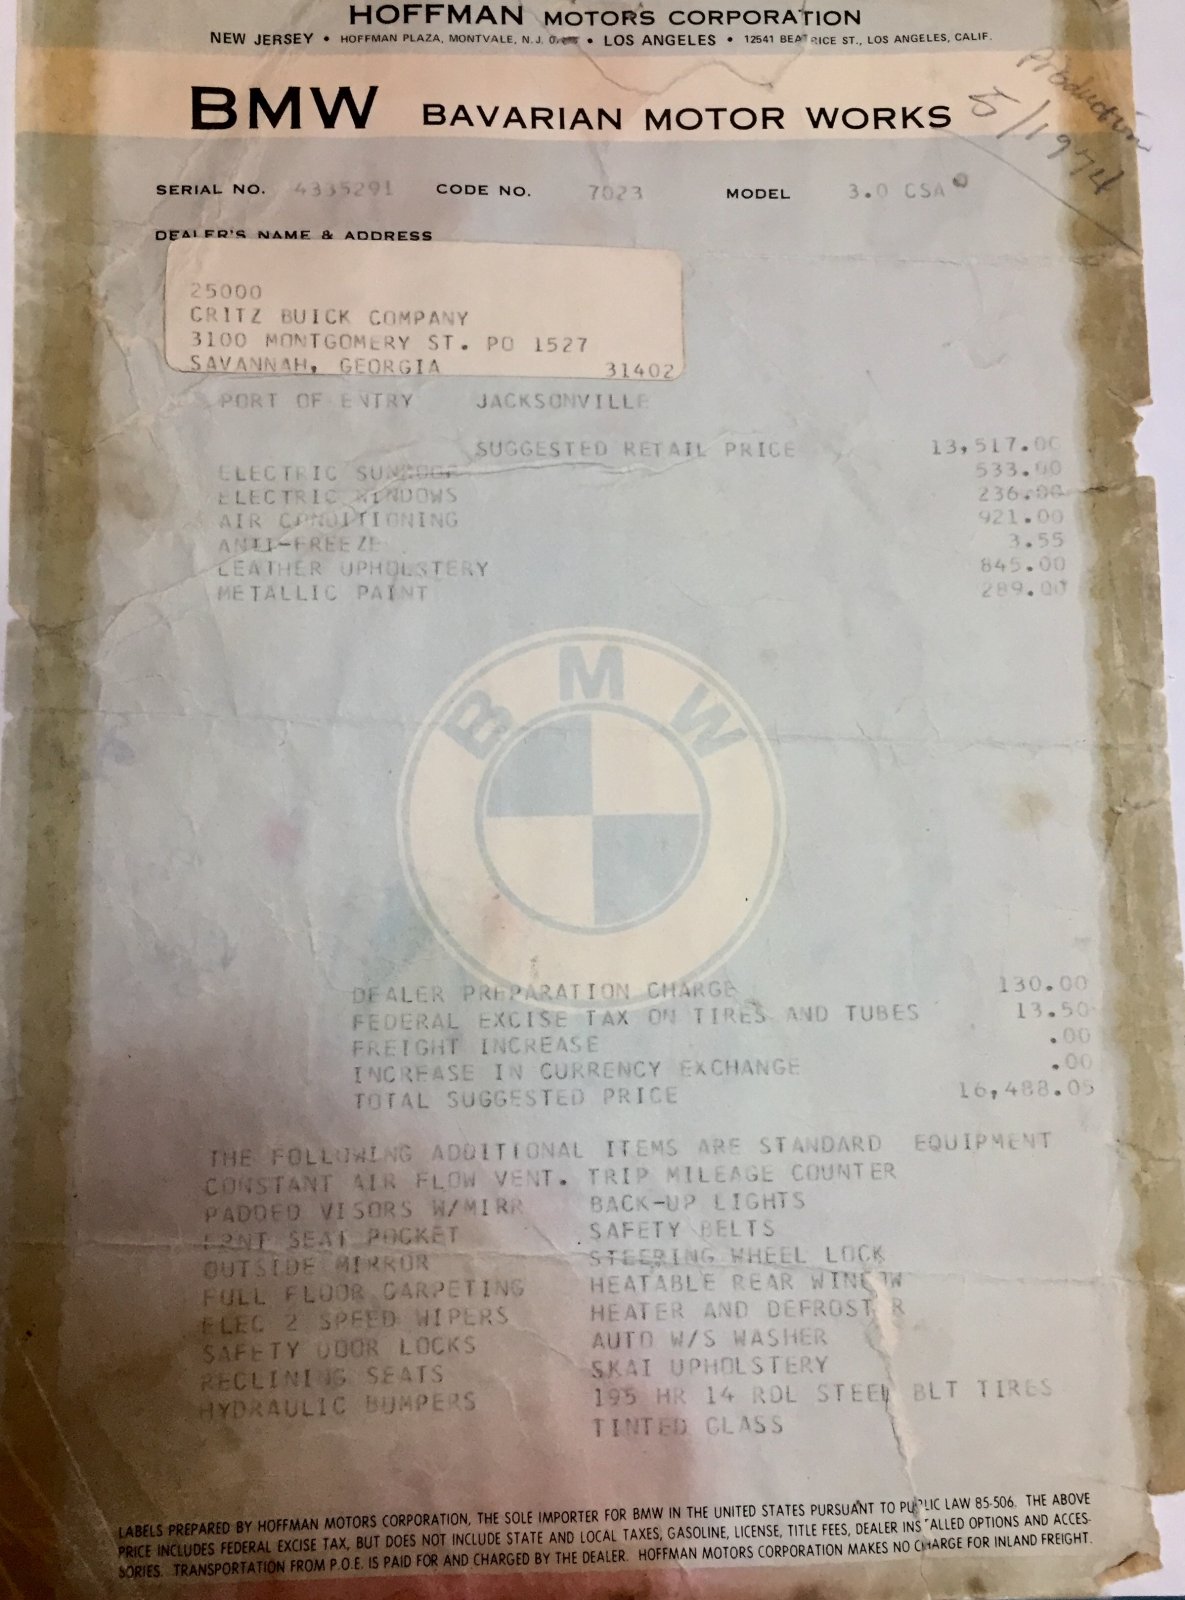 HOFFMAN MOTORS CORPORATION
NEW JERSEY • HOFFMAN PLAZA, MONTVALE, N. J. • LOS ANGELES • 12541 BEATRICE ST., LOS ANGELES, CALIF.
Production
5/1974
BMW BAVARIAN MOTOR WORKS
SERIAL NO. 4335291 CODE NO. 7023 MODEL 3.0 CSA
DEALER'S NAME & ADDRESS
25000
CRITZ BUICK COMPANY
3100 MONTGOMERY ST. PO 1527
SAVANNAH, GEORGIA 31402
PORT OF ENTRY JACKSONVILLE
SUGGESTED RETAIL PRICE 13,517.00
ELECTRIC SUNROOF 533.00
ELECTRIC WINDOWS 236.00
AIR CONDITIONING 921.00
ANTI-FREEZE 3.55
LEATHER UPHOLSTERY 845.00
METALLIC PAINT 289.00
BMW
DEALER PREPARATION CHARGE 130.00
FEDERAL EXCISE TAX ON TIRES AND TUBES 13.50
FREIGHT INCREASE .00
INCREASE IN CURRENCY EXCHANGE .00
TOTAL SUGGESTED PRICE 16,488.05
THE FOLLOWING ADDITIONAL ITEMS ARE STANDARD EQUIPMENT
CONSTANT AIR FLOW VENT. TRIP MILEAGE COUNTER
PADDED VISORS W/MIRR BACK-UP LIGHTS
FRNT SEAT POCKET SAFETY BELTS
OUTSIDE MIRROR STEERING WHEEL LOCK
FULL FLOOR CARPETING HEATABLE REAR WINDOW
ELEC 2 SPEED WIPERS HEATER AND DEFROSTER
SAFETY DOOR LOCKS AUTO W/S WASHER
RECLINING SEATS SKAI UPHOLSTERY
HYDRAULIC BUMPERS 195 HR 14 RDL STEEL BLT TIRES
TINTED GLASS
LABELS PREPARED BY HOFFMAN MOTORS CORPORATION, THE SOLE IMPORTER FOR BMW IN THE UNITED STATES PURSUANT TO PUBLIC LAW 85-506. THE ABOVE
PRICE INCLUDES FEDERAL EXCISE TAX, BUT DOES NOT INCLUDE STATE AND LOCAL TAXES, GASOLINE, LICENSE, TITLE FEES, DEALER INSTALLED OPTIONS AND ACCES-
SORIES. TRANSPORTATION FROM P.O.E. IS PAID FOR AND CHARGED BY THE DEALER. HOFFMAN MOTORS CORPORATION MAKES NO CHARGE FOR INLAND FREIGHT.